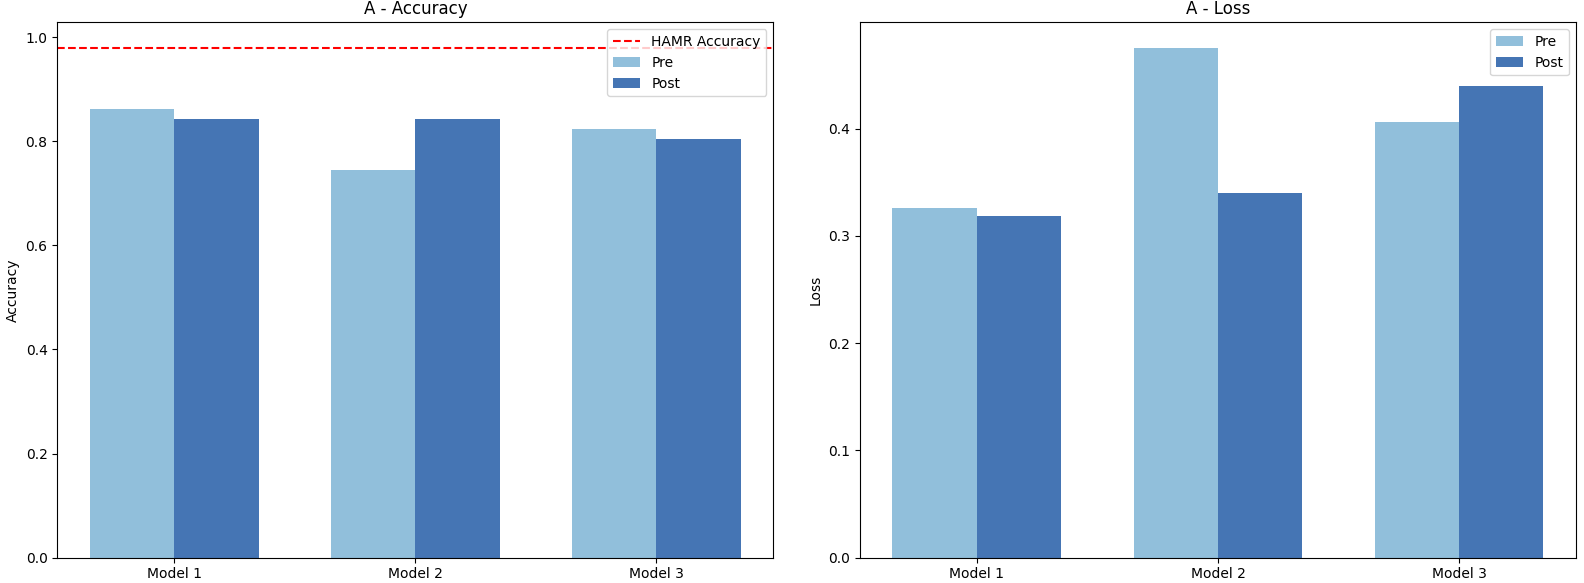 A - Accuracy
HAMR Accuracy
Pre
Post
1.0
0.8
0.6
0.4
0.2
0.0
Accuracy
Model 1
Model 2
Model 3
A - Loss
Pre
Post
0.4
0.3
0.2
0.1
0.0
Loss
Model 1
Model 2
Model 3